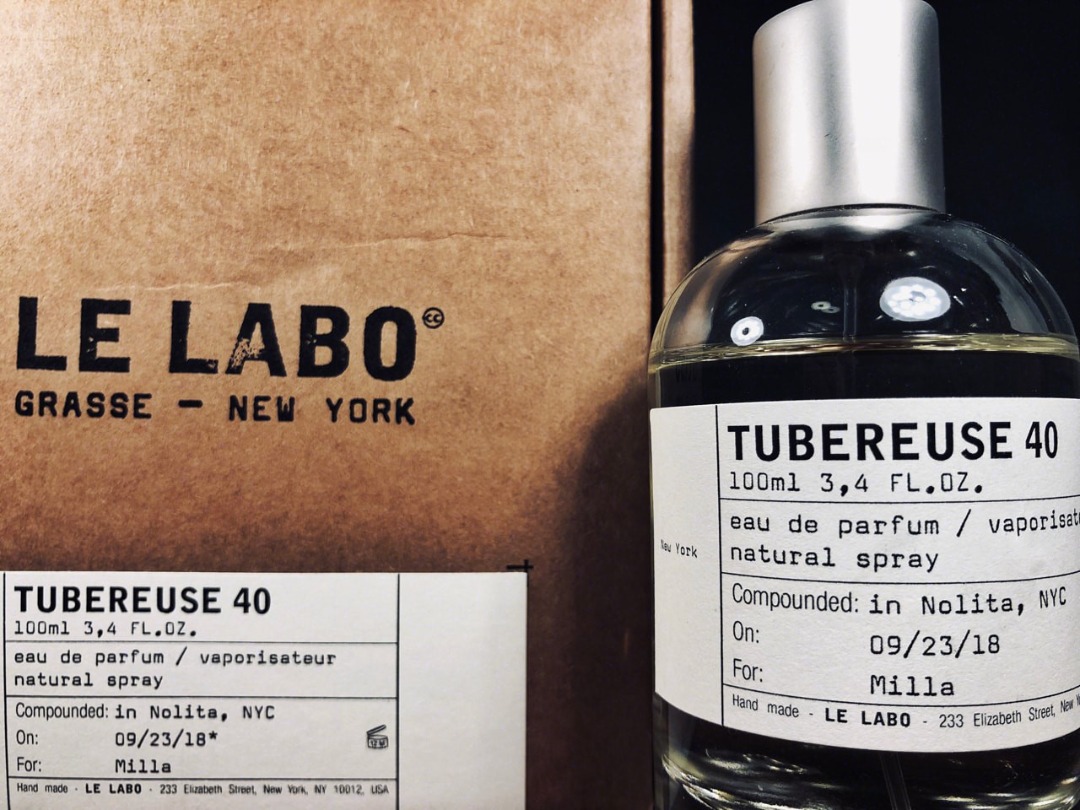 LE LABO
GRASSE - NEW YORK
TUBEREUSE 40
100ml 3,4 FL.OZ.
eau de parfum / vaporisateur
natural spray
Compounded: in Nolita, NYC
On: 09/23/18*
For: Milla
Hand made - LE LABO - 233 Elizabeth Street, New York, NY 10012, USA
New York
TUBEREUSE 40
100ml 3,4 FL.OZ.
eau de parfum / vaporisate
natural spray
Compounded: in Nolita, NYC
On: 09/23/18
For: Milla
Hand made - LE LABO - 233 Elizabeth Street, New